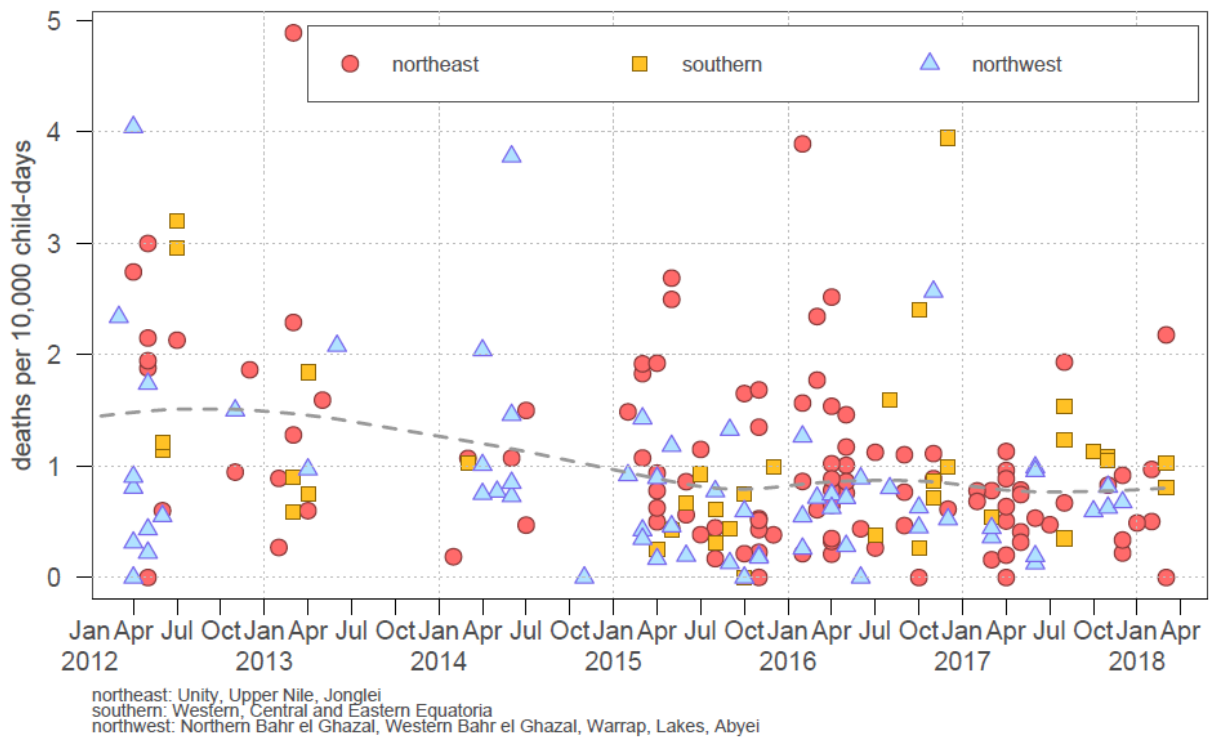 deaths per 10,000 child-days
5
4
3
2
1
0
northeast southern northwest
Jan Apr Jul Oct Jan Apr Jul Oct Jan Apr Jul Oct Jan Apr Jul Oct Jan Apr Jul Oct Jan Apr Jul Oct Jan Apr
2012 2013 2014 2015 2016 2017 2018
northeast: Unity, Upper Nile, Jonglei
southern: Western, Central and Eastern Equatoria
northwest: Northern Bahr el Ghazal, Western Bahr el Ghazal, Warrap, Lakes, Abyei